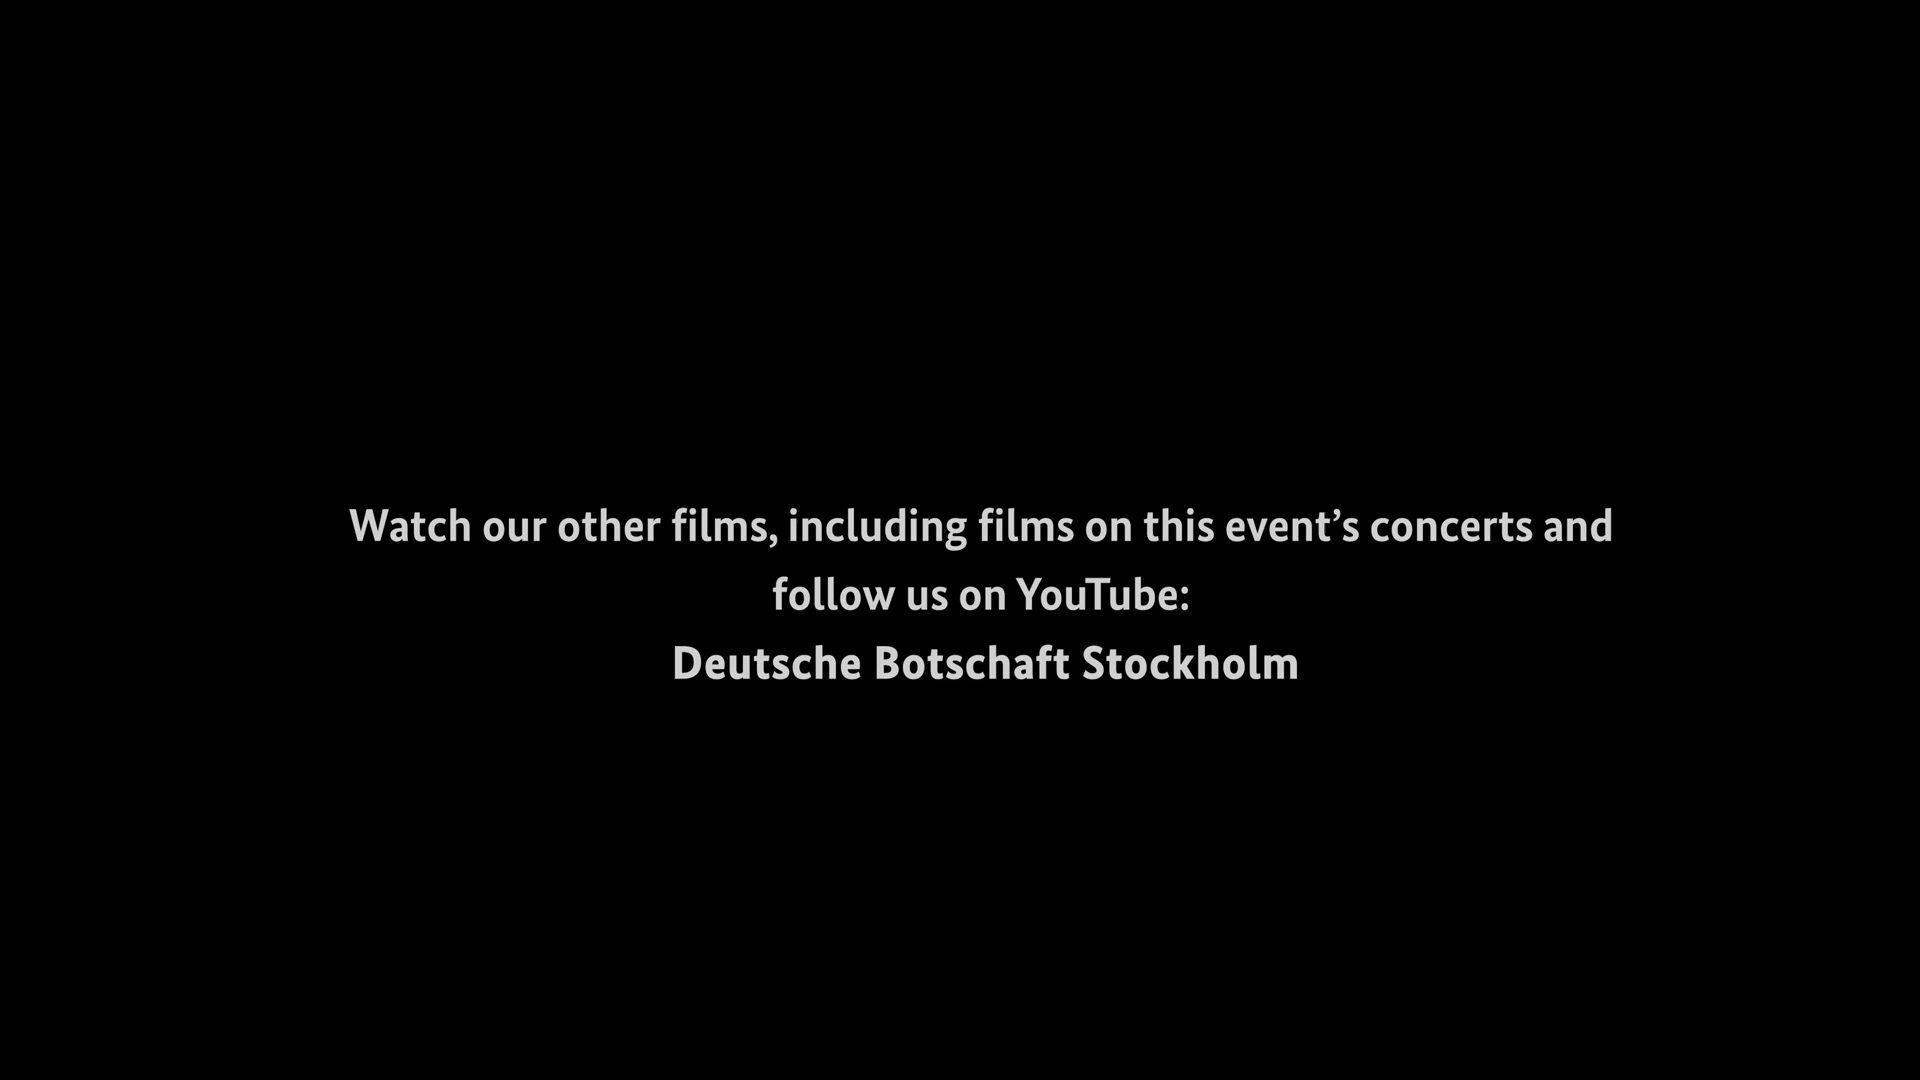 Watch our other films, including films on this event’s concerts and
follow us on YouTube:
Deutsche Botschaft Stockholm